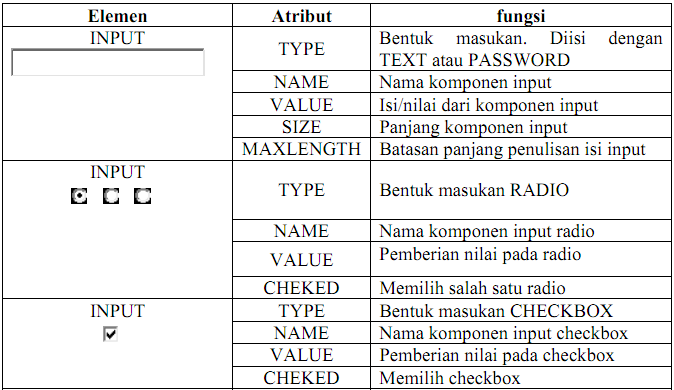 Elemen Atribut fungsi
INPUT
TYPE Bentuk masukan. Diisi dengan
TEXT atau PASSWORD
NAME Nama komponen input
VALUE Isi/nilai dari komponen input
SIZE Panjang komponen input
MAXLENGTH Batasan panjang penulisan isi input
INPUT
TYPE Bentuk masukan RADIO
NAME Nama komponen input radio
VALUE Pemberian nilai pada radio
CHEKED Memilih salah satu radio
INPUT TYPE Bentuk masukan CHECKBOX
NAME Nama komponen input checkbox
VALUE Pemberian nilai pada checkbox
CHEKED Memilih checkbox